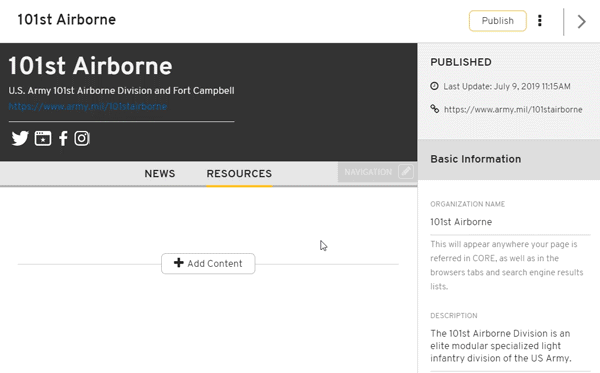 101st Airborne
Publish
101st Airborne
U.S. Army 101st Airborne Division and Fort Campbell
https://www.army.mil/101stairborne
NEWS
RESOURCES
NAVIGATION
Add Content
PUBLISHED
Last Update: July 9, 2019 11:15AM
https://www.army.mil/101stairborne
Basic Information
ORGANIZATION NAME
101st Airborne
This will appear anywhere your page is
referred in CORE, as well as in the
browsers tabs and search engine results
lists.
DESCRIPTION
The 101st Airborne Division is an
elite modular specialized light
infantry division of the US Army.